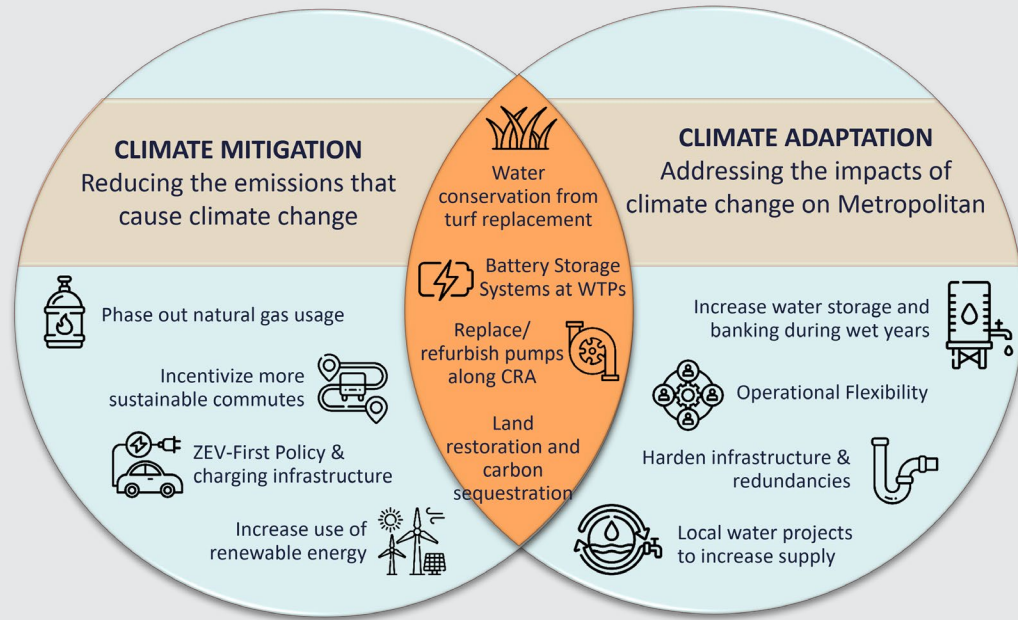 CLIMATE MITIGATION
Reducing the emissions that
cause climate change
Phase out natural gas usage
Incentivize more
sustainable commutes
ZEV-First Policy &
charging infrastructure
Increase use of
renewable energy
Water
conservation from
turf replacement
Battery Storage
Systems at WTPs
Replace/
refurbish pumps
along CRA
Land
restoration and
carbon
sequestration
CLIMATE ADAPTATION
Addressing the impacts of
climate change on Metropolitan
Increase water storage and
banking during wet years
Operational Flexibility
Harden infrastructure &
redundancies
Local water projects
to increase supply